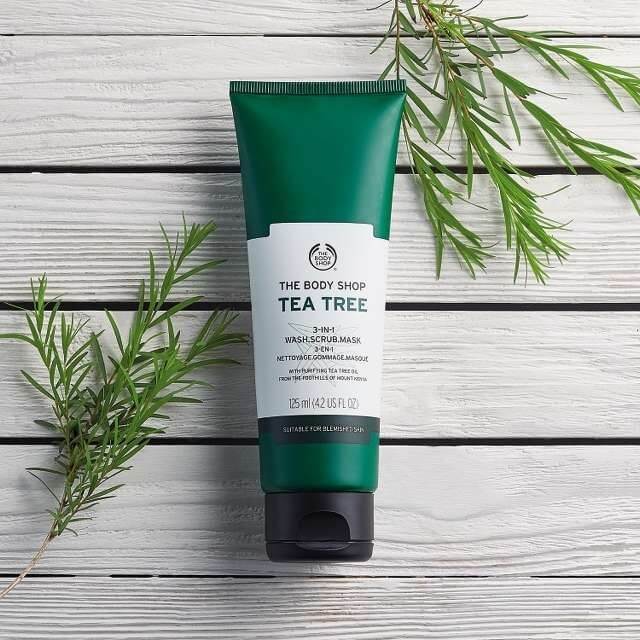 THE
BODY
SHOP
THE BODY SHOP
TEA TREE
3-IN-1
WASH.SCRUB.MASK
3-EN-1
NETTOYAGE.GOMMAGE.MASQUE
WITH PURIFYING TEA TREE OIL
FROM THE FOOTHILLS OF MOUNT KENYA
125 ml (4.2 US FL OZ)
SUITABLE FOR BLEMISHED SKIN